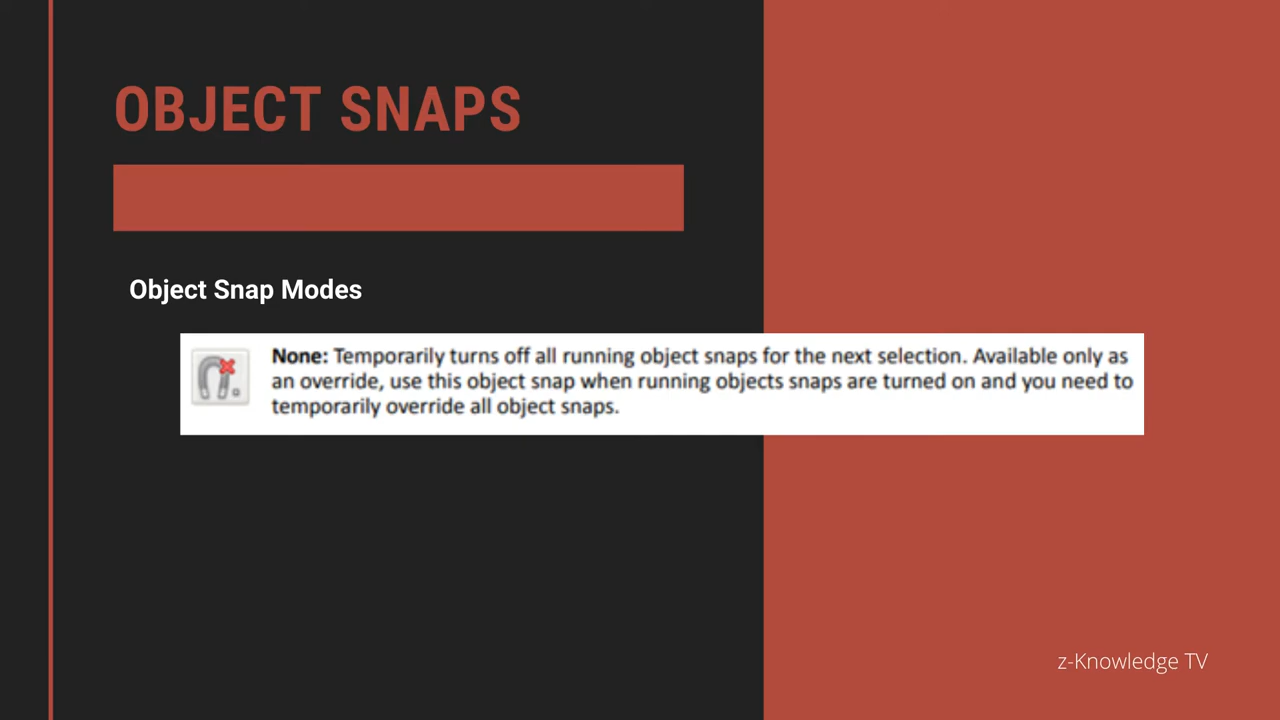 OBJECT SNAPS
Object Snap Modes
None: Temporarily turns off all running object snaps for the next selection. Available only as
an override, use this object snap when running objects snaps are turned on and you need to
temporarily override all object snaps.
z-Knowledge TV